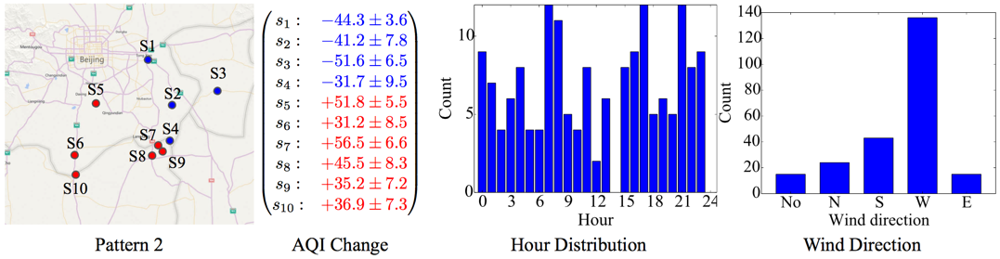 S1
Beijing
S3
S5
S2
S4
S7
S6
S8
S9
S10
Pattern 2
s1: −44.3 ± 3.6
s2: −41.2 ± 7.8
s3: −51.6 ± 6.5
s4: −31.7 ± 9.5
s5: +51.8 ± 5.5
s6: +31.2 ± 8.5
s7: +56.5 ± 6.6
s8: +45.5 ± 8.3
s9: +35.2 ± 7.2
s10: +36.9 ± 7.3
AQI Change
Count
10
5
0
0 3 6 9 12 15 18 21 24
Hour
Hour Distribution
Count
140
120
100
80
60
40
20
0
No N S W E
Wind direction
Wind Direction